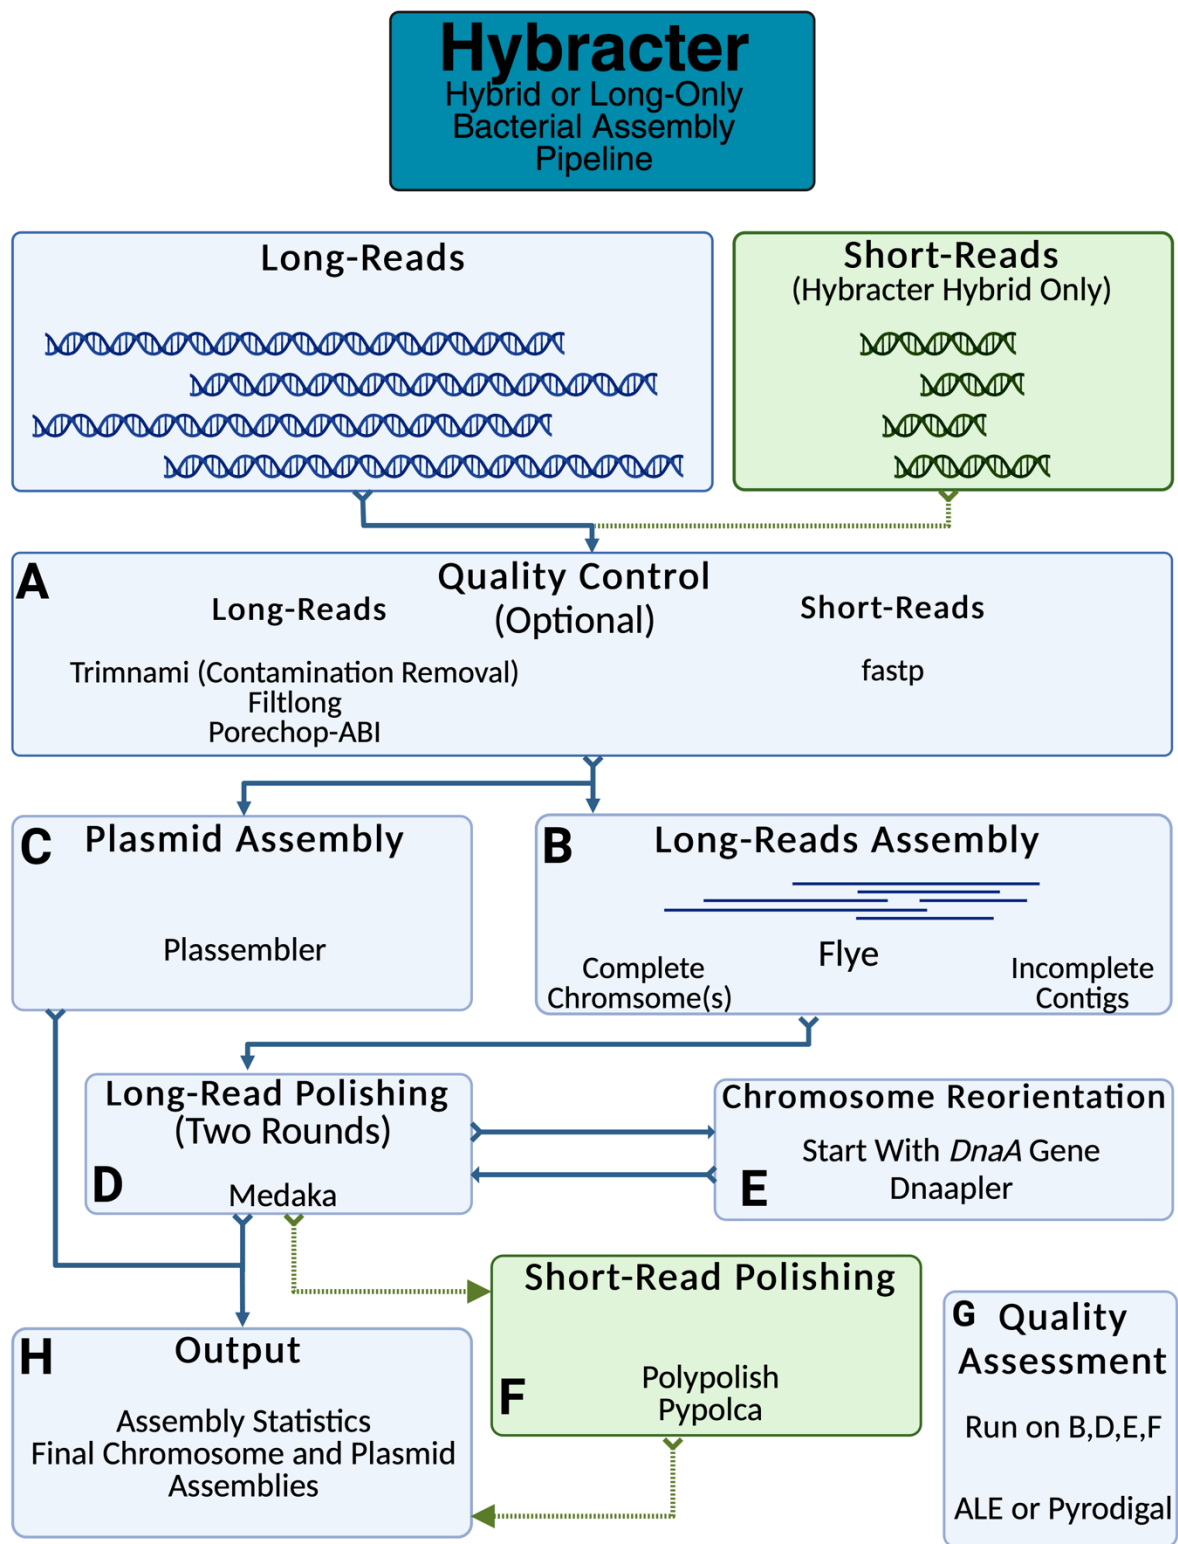 Hybracter
Hybrid or Long-Only
Bacterial Assembly
Pipeline
Long-Reads
Short-Reads
(Hybracter Hybrid Only)
A
Quality Control
(Optional)
Long-Reads
Trimnami (Contamination Removal)
Filtlong
Porechop-ABI
Short-Reads
fastp
C
Plasmid Assembly
Plassembler
B
Long-Reads Assembly
Flye
Complete
Chromsome(s)
Incomplete
Contigs
Long-Read Polishing
(Two Rounds)
D
Medaka
Chromosome Reorientation
Start With DnaA Gene
E
Dnaapler
Short-Read Polishing
F
Polypolish
Pypolca
G
Quality
Assessment
Run on B,D,E,F
ALE or Pyrodigal
H
Output
Assembly Statistics
Final Chromosome and Plasmid
Assemblies